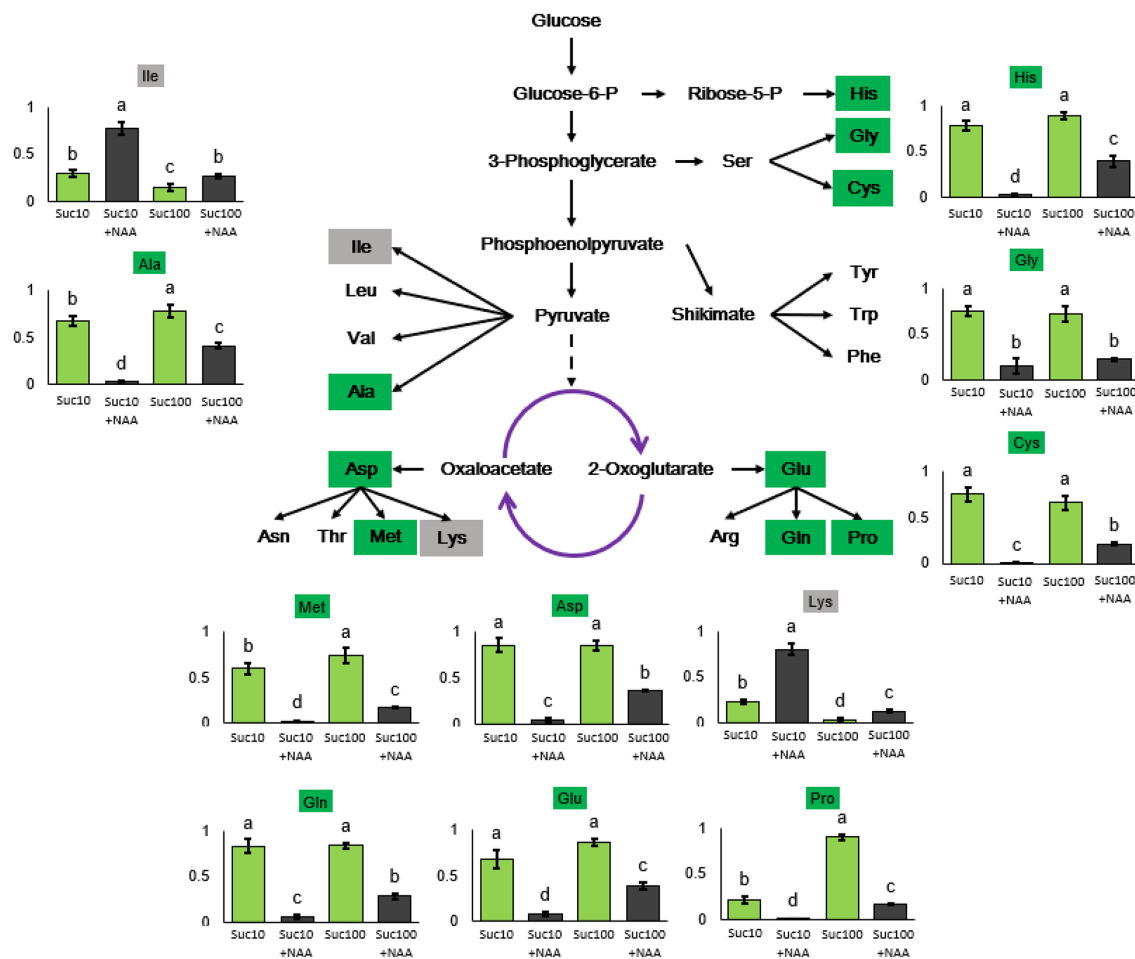 Glucose
Glucose-6-P
Ribose-5-P
His
Gly
3-Phosphoglycerate
Ser
Cys
Phosphoenolpyruvate
Ile
Leu
Val
Ala
Pyruvate
Shikimate
Tyr
Trp
Phe
Asp
Oxaloacetate
2-Oxoglutarate
Glu
Asn
Thr
Met
Lys
Arg
Gln
Pro
Ile
1
0.5
0
b
a
c
b
Suc10
Suc10
+NAA
Suc100
Suc100
+NAA
Ala
1
0.5
0
b
d
a
c
Suc10
Suc10
+NAA
Suc100
Suc100
+NAA
His
1
0.5
0
a
d
a
c
Suc10
Suc10
+NAA
Suc100
Suc100
+NAA
Gly
1
0.5
0
a
b
a
b
Suc10
Suc10
+NAA
Suc100
Suc100
+NAA
Cys
1
0.5
0
a
c
a
b
Suc10
Suc10
+NAA
Suc100
Suc100
+NAA
Met
1
0.5
0
b
d
a
c
Suc10
Suc10
+NAA
Suc100
Suc100
+NAA
Asp
1
0.5
0
a
c
a
b
Suc10
Suc10
+NAA
Suc100
Suc100
+NAA
Lys
1
0.5
0
b
a
d
c
Suc10
Suc10
+NAA
Suc100
Suc100
+NAA
Gln
1
0.5
0
a
c
a
b
Suc10
Suc10
+NAA
Suc100
Suc100
+NAA
Glu
1
0.5
0
a
d
a
c
Suc10
Suc10
+NAA
Suc100
Suc100
+NAA
Pro
1
0.5
0
b
d
a
c
Suc10
Suc10
+NAA
Suc100
Suc100
+NAA